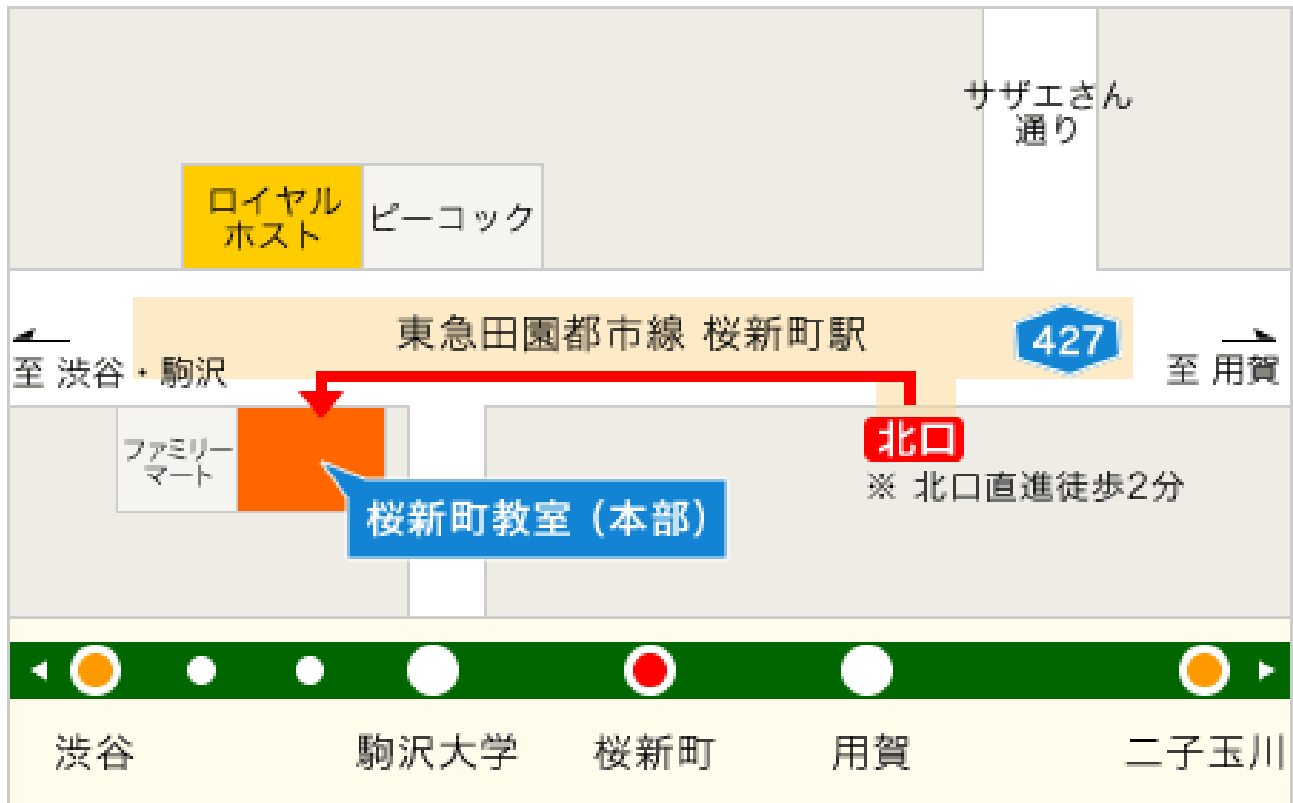 サザエさん
通り
ロイヤル
ホスト
ピーコック
東急田園都市線 桜新町駅
427
至 渋谷・駒沢
至 用賀
ファミリー
マート
北口
※ 北口直進徒歩2分
桜新町教室(本部)
渋谷
駒沢大学
桜新町
用賀
二子玉川